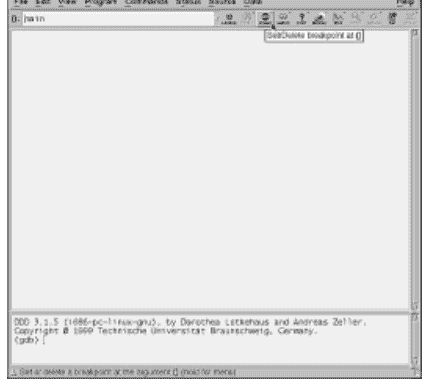 File Edit View Program Commands Status Source Data Help
(): main
Set/Delete breakpoint at ()
DDD 3.1.5 (i686-pc-linux-gnu), by Dorothea Lütkehaus and Andreas Zeller.
Copyright © 1999 Technische Universität Braunschweig, Germany.
(gdb)
Set or delete a breakpoint at the argument () (hold for menu)